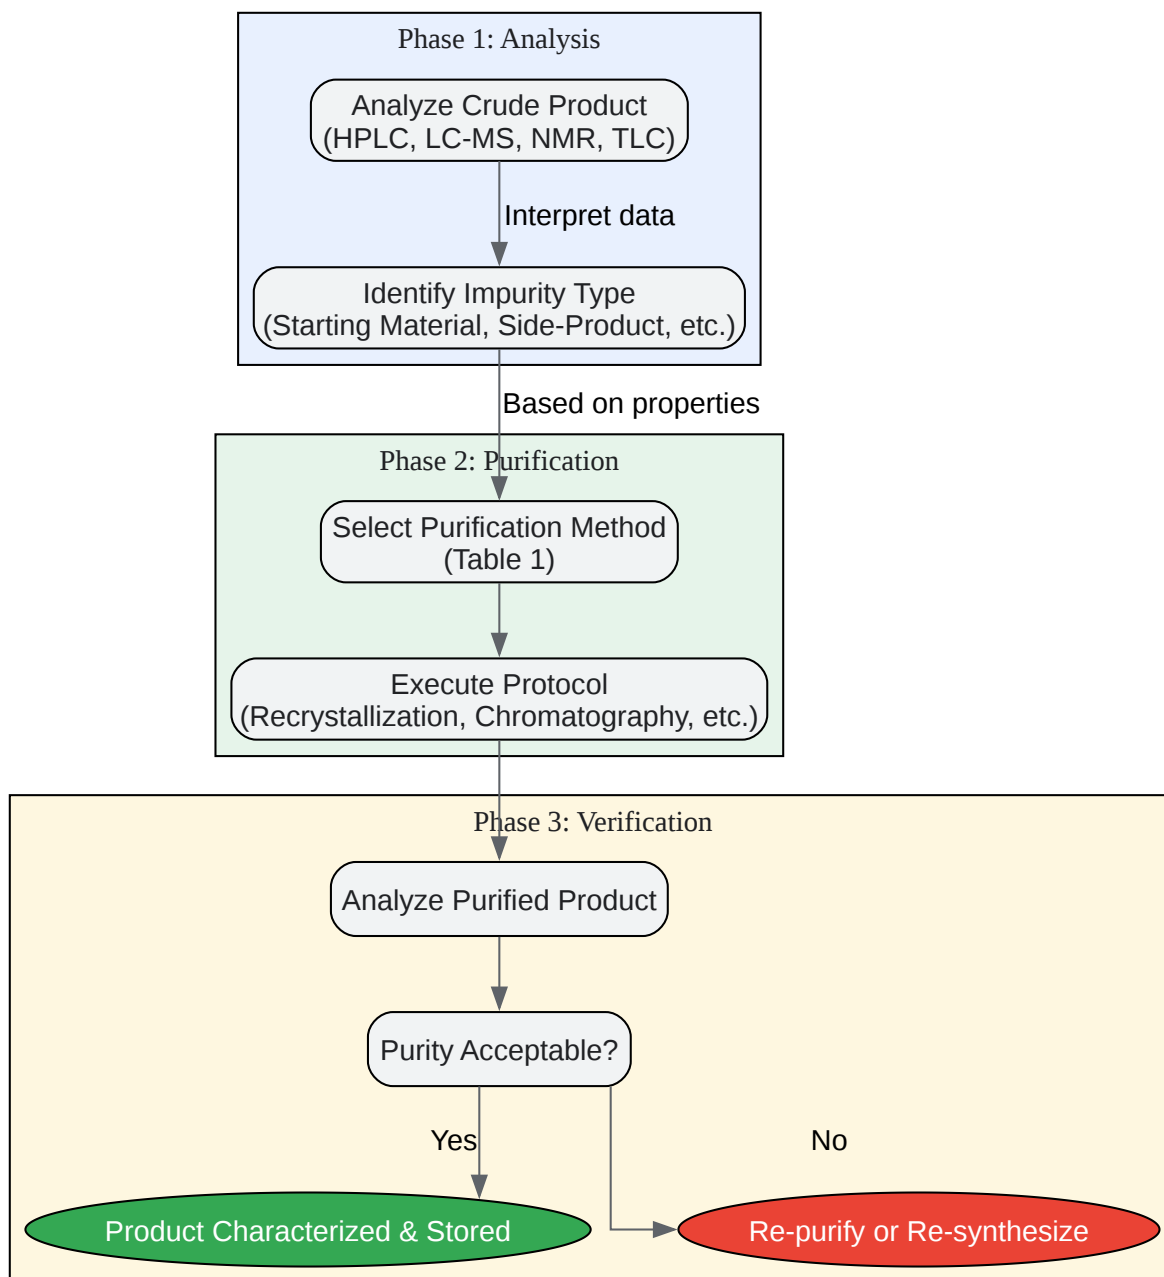 Phase 1: Analysis
Analyze Crude Product
(HPLC, LC-MS, NMR, TLC)
Interpret data
Identify Impurity Type
(Starting Material, Side-Product, etc.)
Based on properties
Phase 2: Purification
Select Purification Method
(Table 1)
Execute Protocol
(Recrystallization, Chromatography, etc.)
Phase 3: Verification
Analyze Purified Product
Purity Acceptable?
Yes
No
Product Characterized & Stored
Re-purify or Re-synthesize